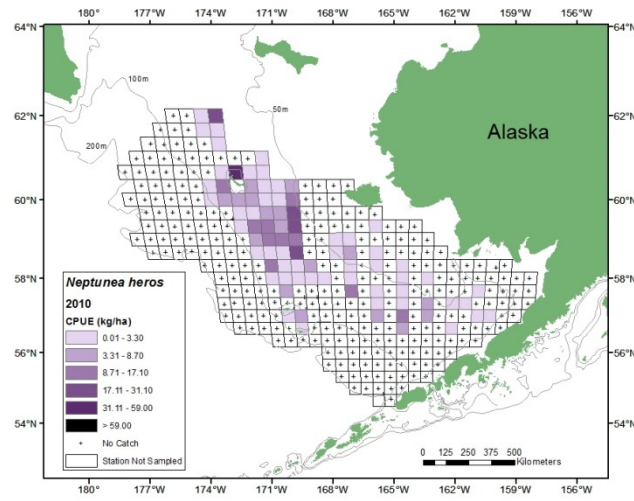 180° 177°W 174°W 171°W 168°W 165°W 162°W 159°W 156°W
64°N 64°N
100m
50m
62°N 62°N
200m
Alaska
60°N 60°N
58°N 58°N
Neptunea heros
2010
CPUE (kg/ha)
0.01 - 3.30
3.31 - 8.70
8.71 - 17.10
17.11 - 31.10
31.11 - 59.00
> 59.00
+ No Catch
Station Not Sampled
56°N 56°N
54°N 54°N
0 125 250 375 500
Kilometers
180° 177°W 174°W 171°W 168°W 165°W 162°W 159°W 156°W